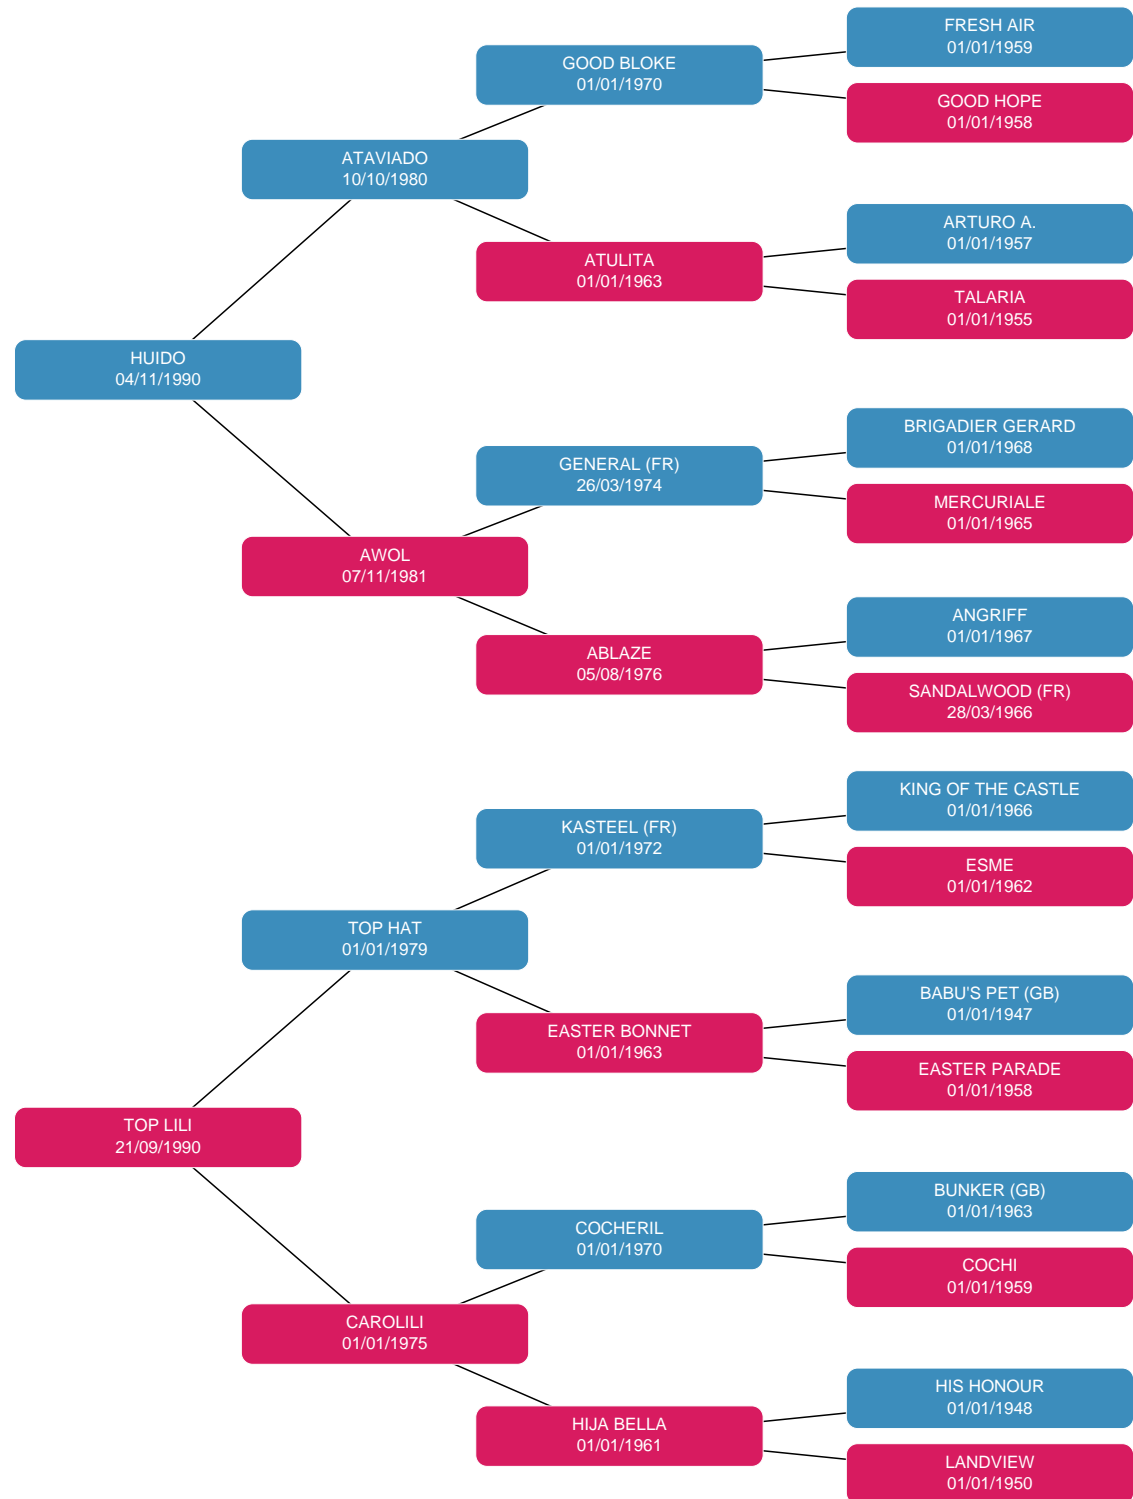 FRESH AIR
01/01/1959
GOOD BLOKE
01/01/1970
GOOD HOPE
01/01/1958
ATAVIADO
10/10/1980
ARTURO A.
01/01/1957
ATULITA
01/01/1963
TALARIA
01/01/1955
HUIDO
04/11/1990
BRIGADIER GERARD
01/01/1968
GENERAL (FR)
26/03/1974
MERCURIALE
01/01/1965
AWOL
07/11/1981
ANGRIFF
01/01/1967
ABLAZE
05/08/1976
SANDALWOOD (FR)
28/03/1966
KING OF THE CASTLE
01/01/1966
KASTEEL (FR)
01/01/1972
ESME
01/01/1962
TOP HAT
01/01/1979
BABU'S PET (GB)
01/01/1947
EASTER BONNET
01/01/1963
EASTER PARADE
01/01/1958
TOP LILI
21/09/1990
BUNKER (GB)
01/01/1963
COCHERIL
01/01/1970
COCHI
01/01/1959
CAROLILI
01/01/1975
HIS HONOUR
01/01/1948
HIJA BELLA
01/01/1961
LANDVIEW
01/01/1950